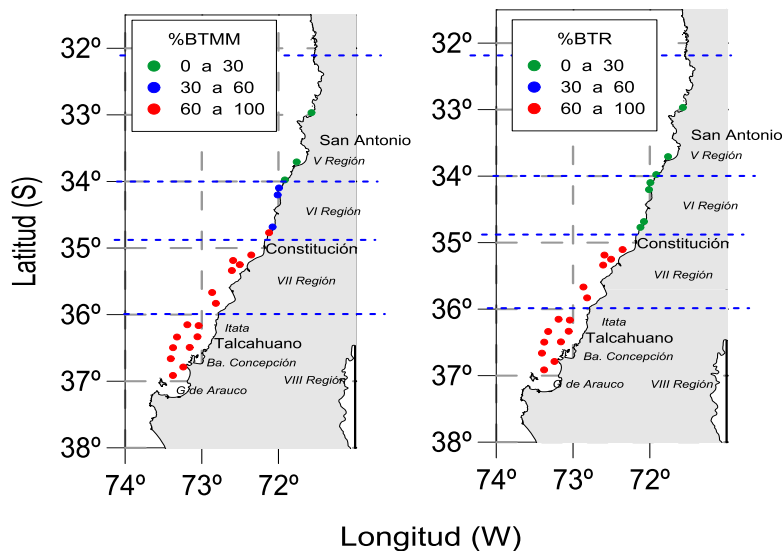 %BTMM
0 a 30
30 a 60
60 a 100
32º
33º
34º
35º
36º
37º
38º
San Antonio
V Región
VI Región
Constitución
VII Región
Itata
Talcahuano
Ba. Concepción
VIII Región
G de Arauco
74º 73º 72º
Latitud (S)
%BTR
0 a 30
30 a 60
60 a 100
32º
33º
34º
35º
36º
37º
38º
San Antonio
V Región
VI Región
Constitución
VII Región
Itata
Talcahuano
Ba. Concepción
G de Arauco
VIII Región
74º 73º 72º
Longitud (W)